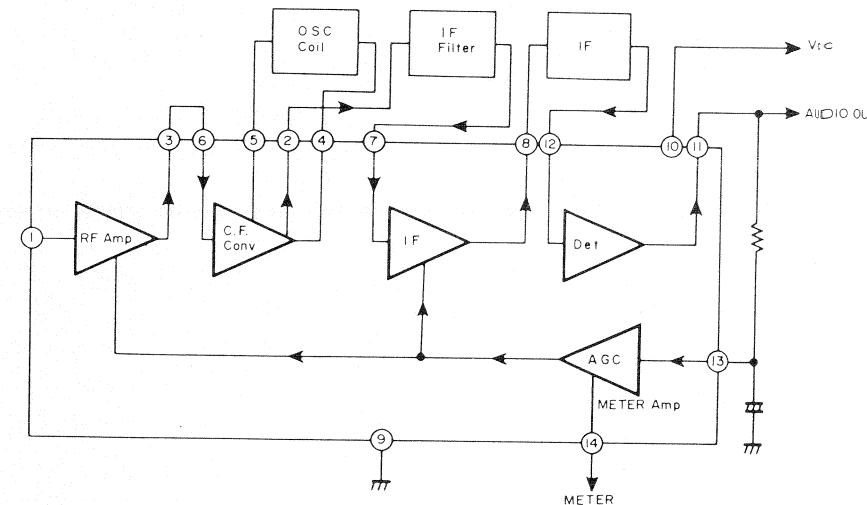 OSC
Coil
IF
Filter
IF
Vcc
AUDIO OU
3
6
5
2
4
7
8
12
10
11
1
RF Amp
C.F.
Conv
IF
Det
AGC
13
METER Amp
9
14
METER